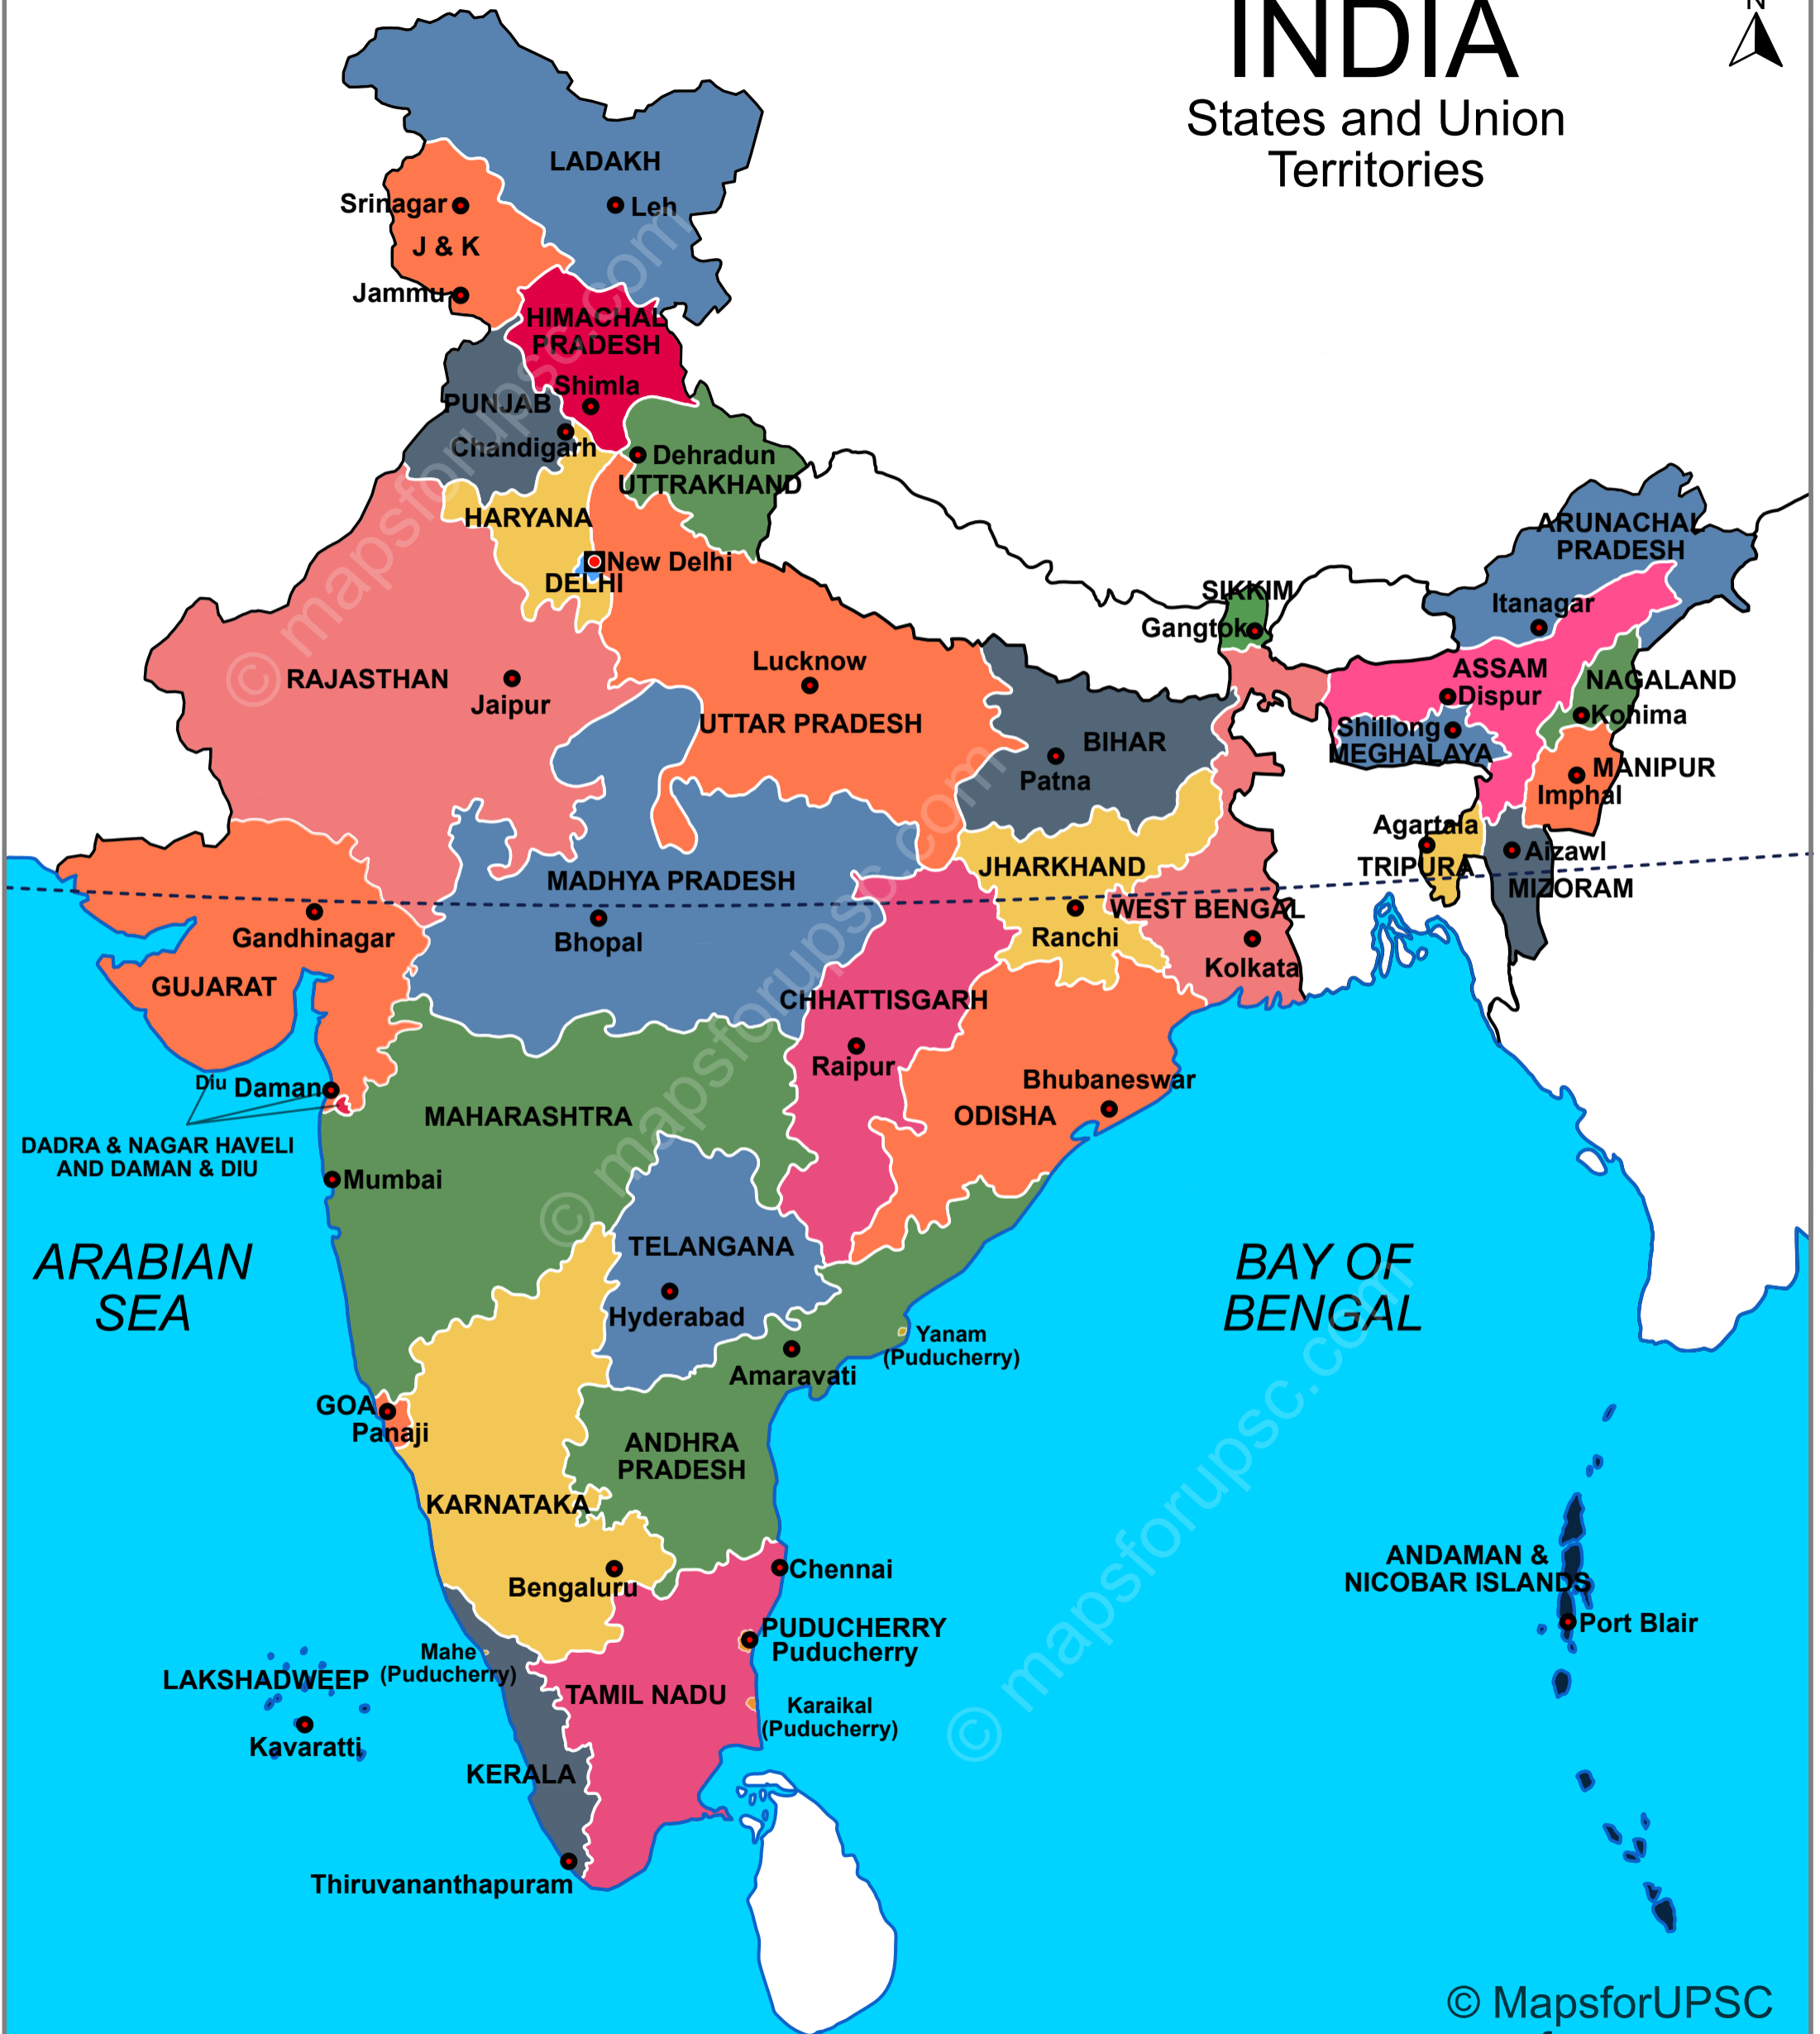 INDIA
N
States and Union
Territories
LADAKH
Srinagar
Leh
J & K
Jammu
HIMACHAL
PRADESH
Shimla
PUNJAB
Chandigarh
Dehradun
UTTRAKHAND
HARYANA
New Delhi
DELHI
ARUNACHAL
PRADESH
SIKKIM
Itanagar
Gangtok
Lucknow
RAJASTHAN
Jaipur
UTTAR PRADESH
ASSAM
Dispur
NAGALAND
Kohima
Shillong
MEGHALAYA
BIHAR
Patna
MANIPUR
Imphal
Agartala
TRIPURA
Aizawl
MIZORAM
JHARKHAND
MADHYA PRADESH
WEST BENGAL
Bhopal
Gandhinagar
Ranchi
Kolkata
GUJARAT
CHHATTISGARH
Raipur
Diu
Daman
Bhubaneswar
MAHARASHTRA
ODISHA
DADRA & NAGAR HAVELI
AND DAMAN & DIU
Mumbai
ARABIAN
SEA
TELANGANA
Hyderabad
BAY OF
BENGAL
Yanam
(Puducherry)
Amaravati
GOA
Panaji
ANDHRA
PRADESH
KARNATAKA
Bengaluru
Chennai
ANDAMAN &
NICOBAR ISLANDS
Port Blair
PUDUCHERRY
Puducherry
Mahe
(Puducherry)
LAKSHADWEEP
Kavaratti
TAMIL NADU
Karaikal
(Puducherry)
KERALA
Thiruvananthapuram
© mapsforupsc.com
© mapsforupsc.com
© mapsforupsc.com
© MapsforUPSC